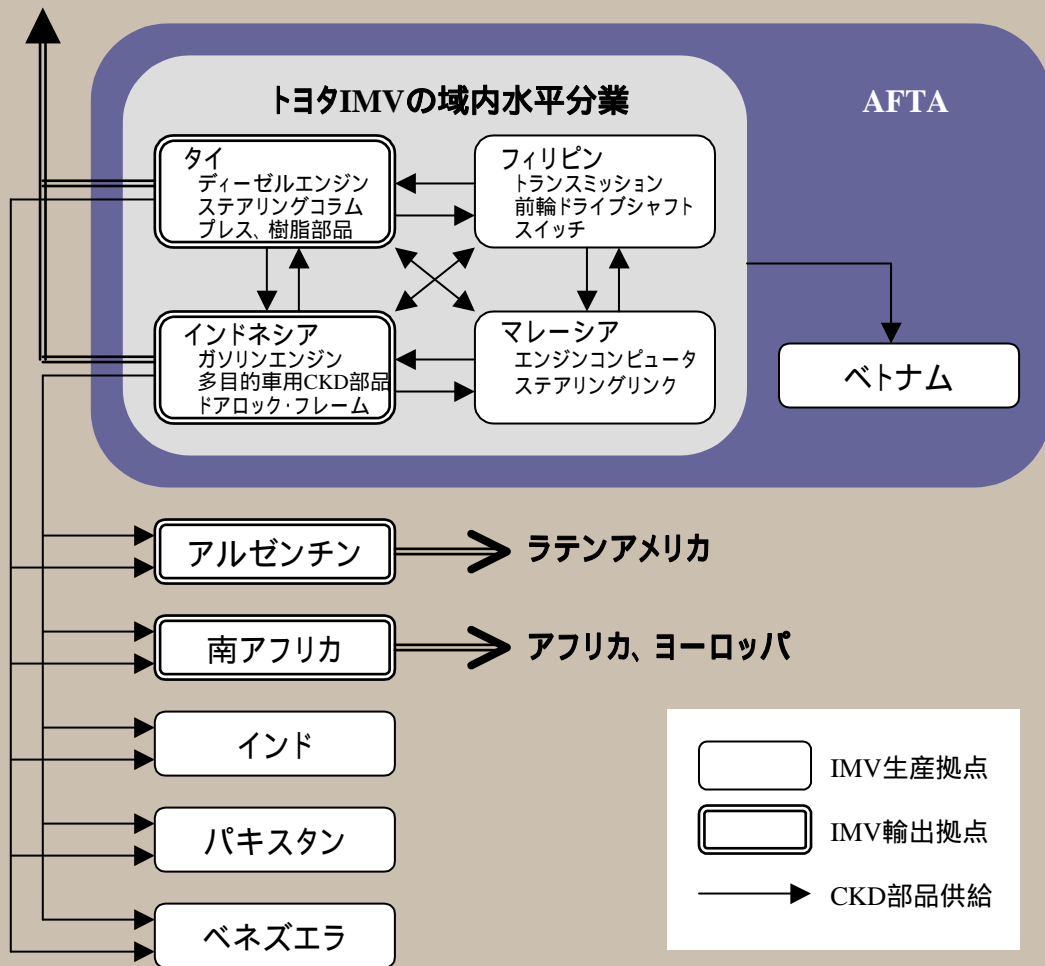 トヨタIMVの域内水平分業
AFTA
タイ
ディーゼルエンジン
ステアリングコラム
プレス、樹脂部品
フィリピン
トランスミッション
前輪ドライブシャフト
スイッチ
インドネシア
ガソリンエンジン
多目的車用CKD部品
ドアロック・フレーム
マレーシア
エンジンコンピュータ
ステアリングリンク
ベトナム
アルゼンチン
ラテンアメリカ
南アフリカ
アフリカ、ヨーロッパ
インド
パキスタン
ベネズエラ
IMV生産拠点
IMV輸出拠点
CKD部品供給